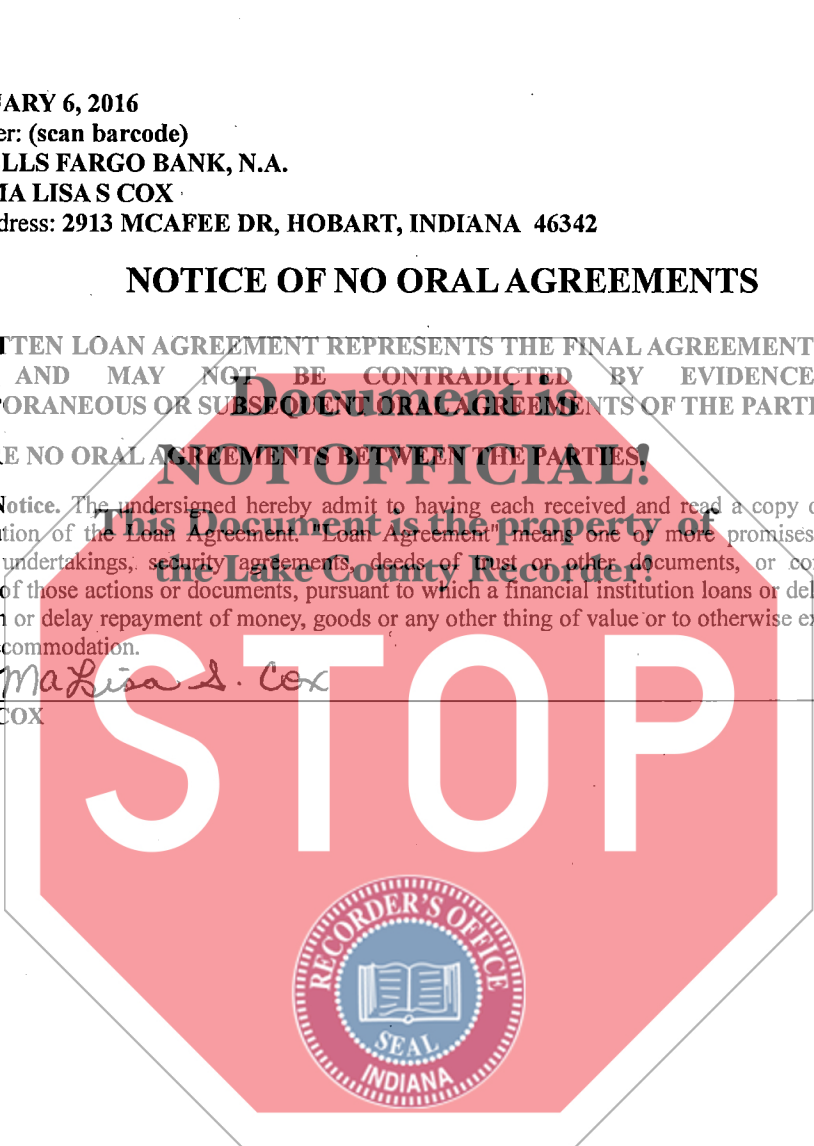 ARY 6, 2016
er: (scan barcode)
LLS FARGO BANK, N.A.
MA LISA S COX
dress: 2913 MCAFEE DR, HOBART, INDIANA 46342
NOTICE OF NO ORAL AGREEMENTS
TTEN LOAN AGREEMENT REPRESENTS THE FINAL AGREEMENT
AND MAY NOT BE CONTRADICTED BY EVIDENCE
ORANEOUS OR SUBSEQUENT ORAL AGREEMENTS OF THE PARTI
Document is
E NO ORAL AGREEMENTS BETWEEN THE PARTIES.
NOT OFFICIAL!
Notice. The undersigned hereby admit to having each received and read a copy o
tion of the Loan Agreement. "Loan Agreement" means one or more promises
This Document is the property of
undertakings, security agreements, deeds of trust or other documents, or co
the Lake County Recorder!
of those actions or documents, pursuant to which a financial institution loans or del
n or delay repayment of money, goods or any other thing of value or to otherwise ex
commodation.
Ma Lisa S. Cox
COX
STOP
RECORDER'S OFFICE
SEAL
INDIANA